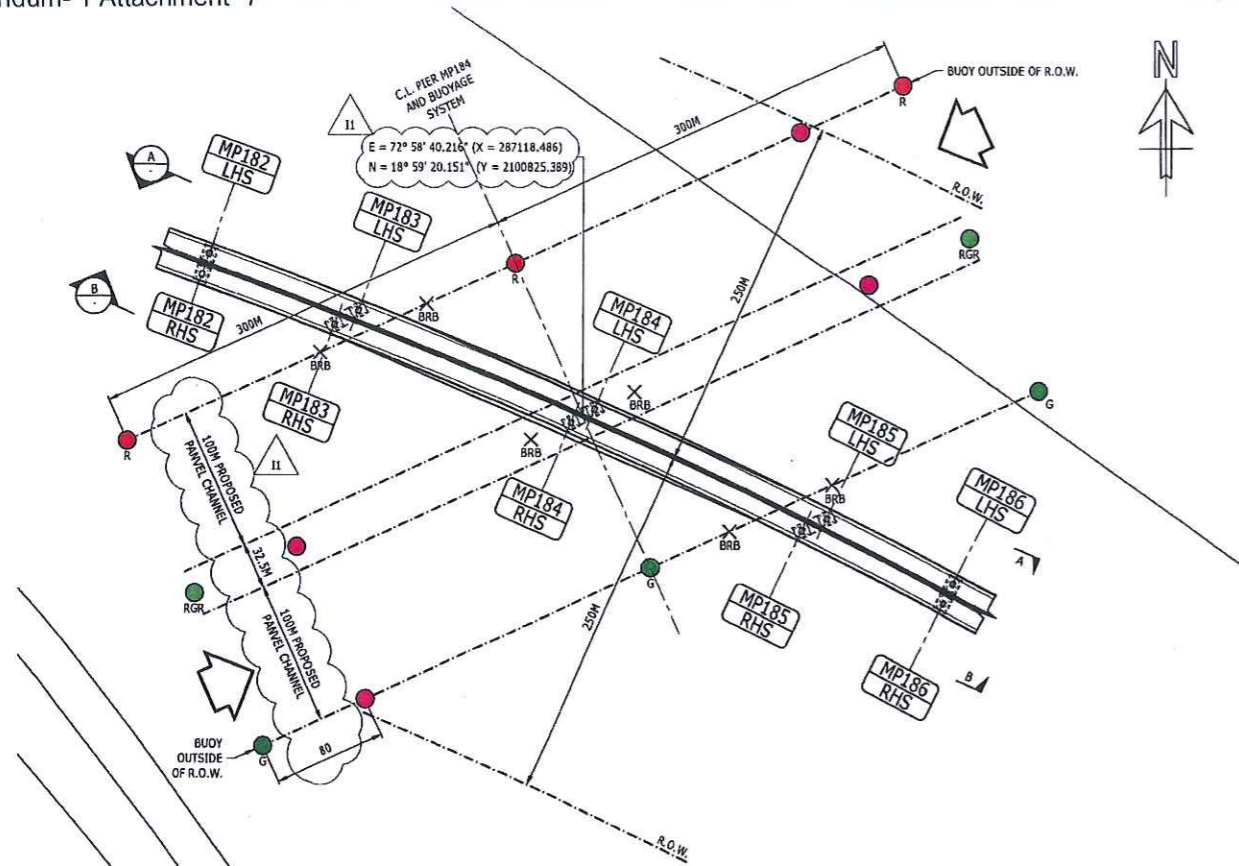 ndum- 1 Attachment -7
N
C.L. PIER MP184
AND BUOYAGE
SYSTEM
BUOY OUTSIDE OF R.O.W.
R
300M
I1
E = 72° 58' 40.216" (X = 287118.486)
N = 18° 59' 20.151" (Y = 2100825.389)
A
-
MP182
LHS
MP183
LHS
R.O.W.
RGR
R
250M
B
-
MP182
RHS
300M
BRB
MP184
LHS
BRB
BRB
MP183
RHS
G
MP185
LHS
R
I1
100M PROPOSED
PANVEL CHANNEL
BRB
MP184
RHS
BRB
MP186
LHS
BRB
32.5M
A
G
RGR
MP185
RHS
100M PROPOSED
PANVEL CHANNEL
250M
MP186
RHS
B
BUOY
OUTSIDE
OF R.O.W.
G
80
R.O.W.